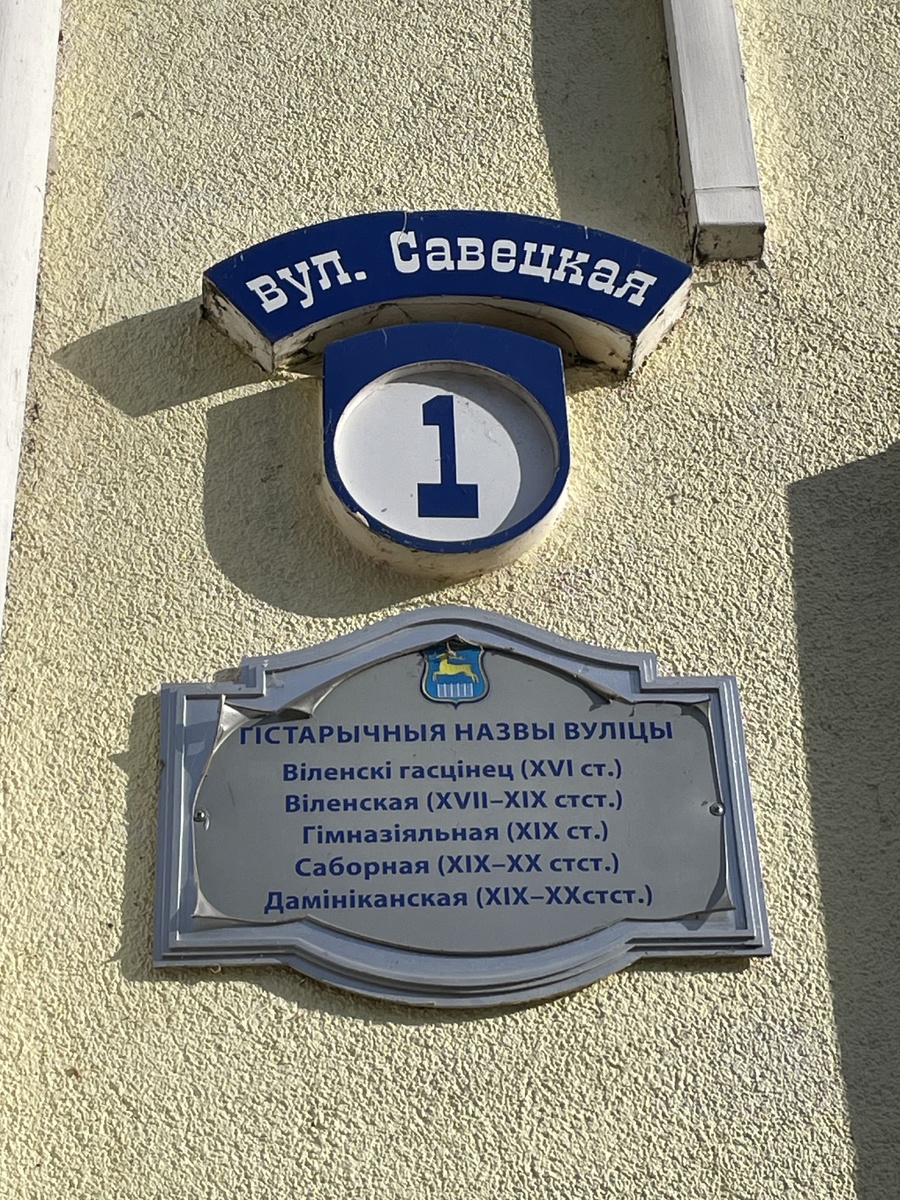 вул. Савецкая
1
ГІСТАРЫЧНЫЯ НАЗВЫ ВУЛІЦЫ
Віленскі гасцінец (XVI ст.)
Віленская (XVII–XIX стст.)
Гімназіяльная (XIX ст.)
Саборная (XIX–XX стст.)
Дамініканская (XIX–XXстст.)